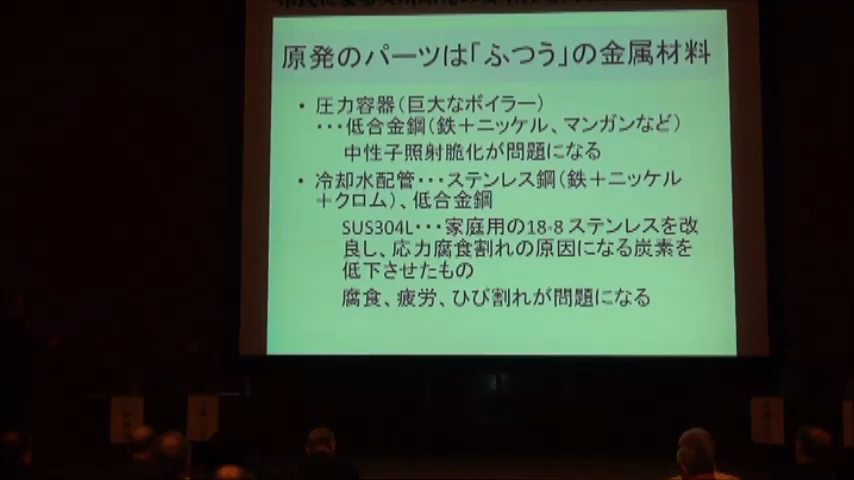 原発のパーツは「ふつう」の金属材料
・圧力容器(巨大なボイラー)
・・・低合金鋼(鉄＋ニッケル、マンガンなど)
中性子照射脆化が問題になる
・冷却水配管・・・ステンレス鋼(鉄＋ニッケル
＋クロム)、低合金鋼
SUS304L・・・家庭用の18-8 ステンレスを改
良し、応力腐食割れの原因になる炭素を
低下させたもの
腐食、疲労、ひび割れが問題になる